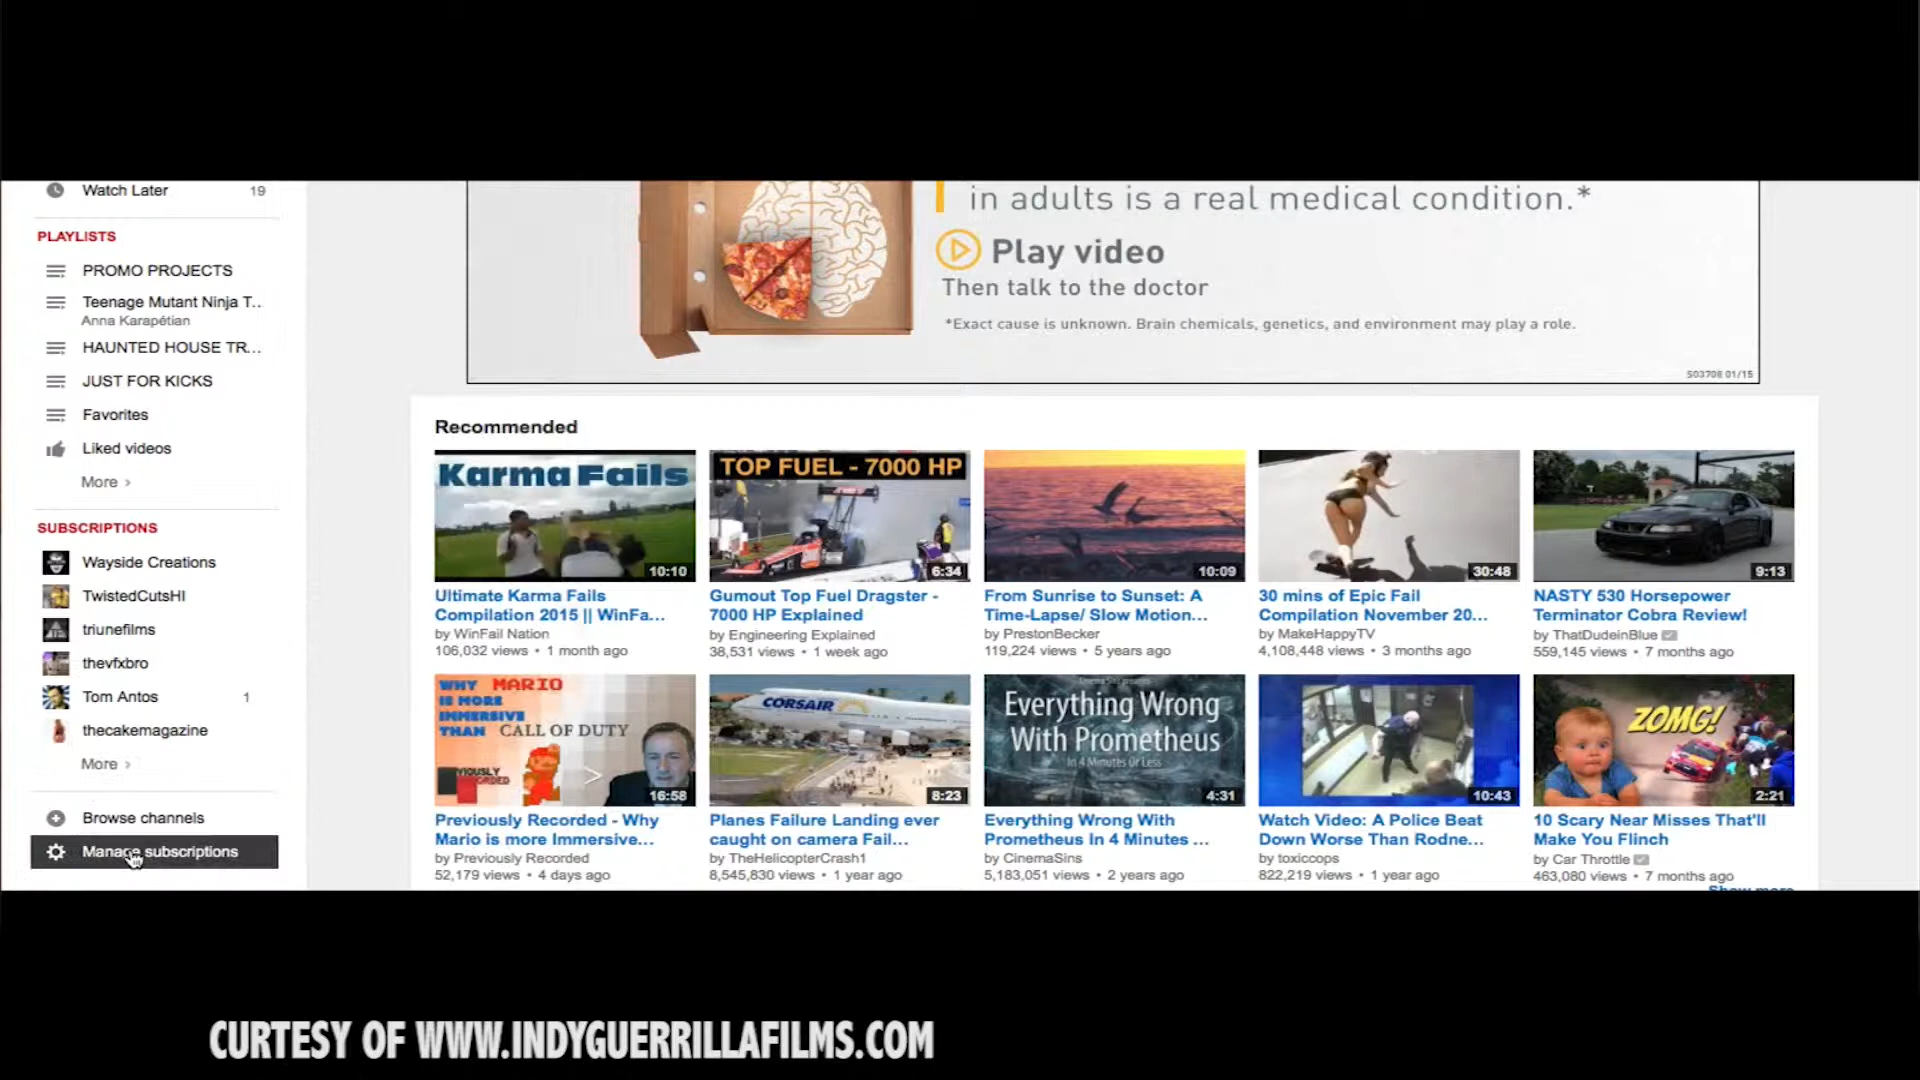 Watch Later 19
PLAYLISTS
PROMO PROJECTS
Teenage Mutant Ninja T..
Anna Karapétian
HAUNTED HOUSE TR...
JUST FOR KICKS
Favorites
Liked videos
More ›
SUBSCRIPTIONS
Wayside Creations
TwistedCutsHI
triunefilms
thevfxbro
Tom Antos 1
thecakemagazine
More ›
Browse channels
Manage subscriptions
in adults is a real medical condition.*
Play video
Then talk to the doctor
*Exact cause is unknown. Brain chemicals, genetics, and environment may play a role.
S03708 01/15
Recommended
Karma Fails
10:10
Ultimate Karma Fails
Compilation 2015 || WinFa...
by WinFail Nation
106,032 views • 1 month ago
TOP FUEL - 7000 HP
6:34
Gumout Top Fuel Dragster -
7000 HP Explained
by Engineering Explained
38,531 views • 1 week ago
10:09
From Sunrise to Sunset: A
Time-Lapse/ Slow Motion...
by PrestonBecker
119,224 views • 5 years ago
30:48
30 mins of Epic Fail
Compilation November 20...
by MakeHappyTV
4,108,448 views • 3 months ago
9:13
NASTY 530 Horsepower
Terminator Cobra Review!
by ThatDudeinBlue
559,145 views • 7 months ago
WHY MARIO
IS MORE
IMMERSIVE
THAN CALL OF DUTY
16:58
Previously Recorded - Why
Mario is more Immersive...
by Previously Recorded
52,179 views • 4 days ago
CORSAIR
8:23
Planes Failure Landing ever
caught on camera Fail...
by TheHelicopterCrash1
8,545,830 views • 1 year ago
Everything Wrong
With Prometheus
In 4 Minutes Or Less
4:31
Everything Wrong With
Prometheus In 4 Minutes ...
by CinemaSins
5,183,051 views • 2 years ago
10:43
Watch Video: A Police Beat
Down Worse Than Rodne...
by toxiccops
822,219 views • 1 year ago
ZOMG!
2:21
10 Scary Near Misses That'll
Make You Flinch
by Car Throttle
463,080 views • 7 months ago
Show more
CURTESY OF WWW.INDYGUERRILLAFILMS.COM